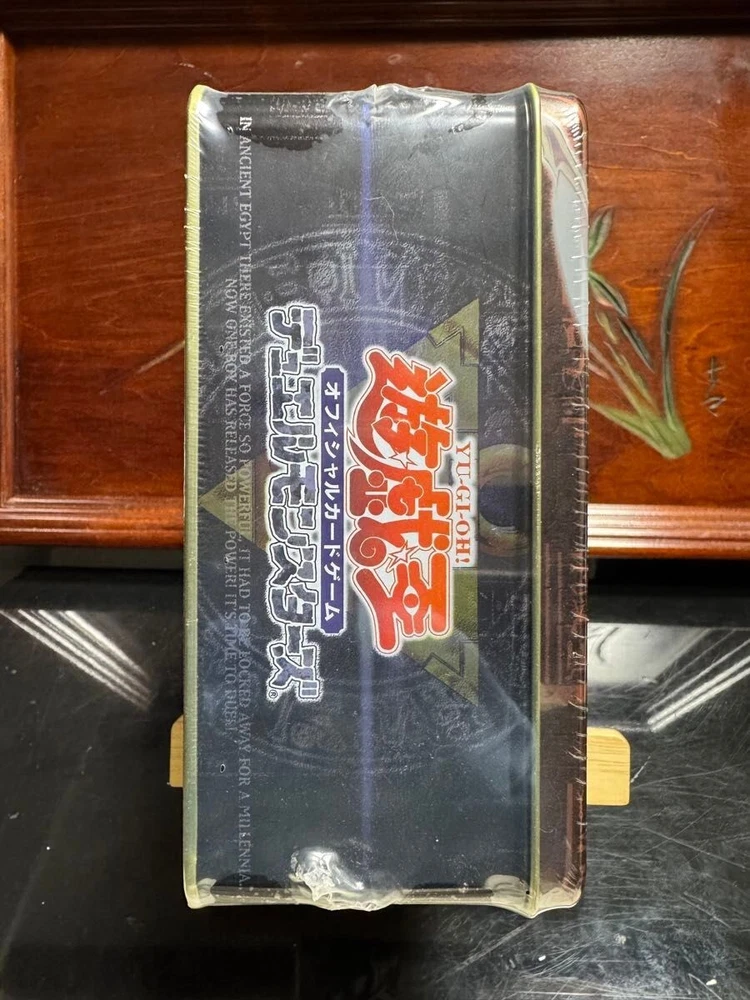 YU-GI-OH!
遊戯王
オフィシャルカードゲーム
デュエルモンスターズ®
IN ANCIENT EGYPT THERE EXISTED A FORCE SO POWERFUL, IT HAD TO BE LOCKED AWAY FOR A MILLENNIA.
NOW ONE BOX HAS RELEASED THE POWER! IT'S TIME TO DUEL!